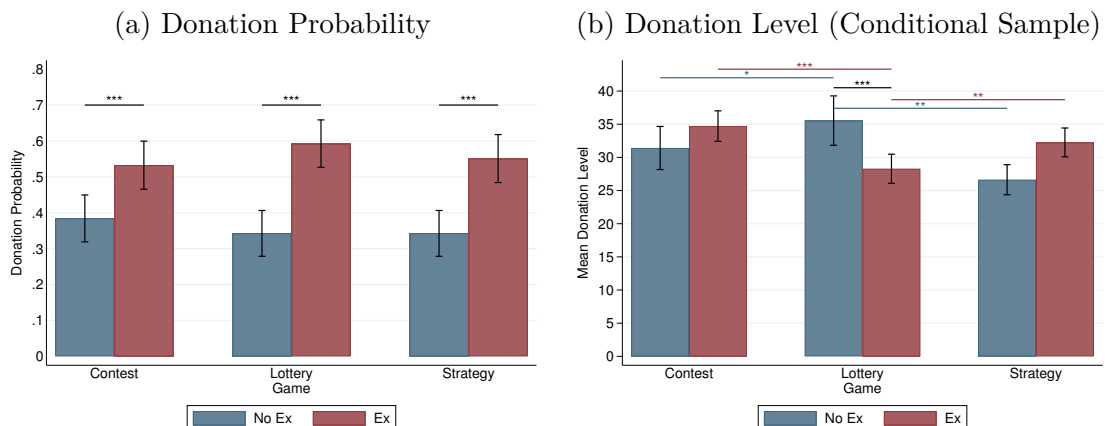 (a) Donation Probability
Donation Probability
.8
.7
.6
.5
.4
.3
.2
.1
0
***
***
***
Contest
Lottery
Strategy
Game
No Ex
Ex
(b) Donation Level (Conditional Sample)
Mean Donation Level
40
35
30
25
20
15
10
5
0
***
*
***
**
**
Contest
Lottery
Strategy
Game
No Ex
Ex